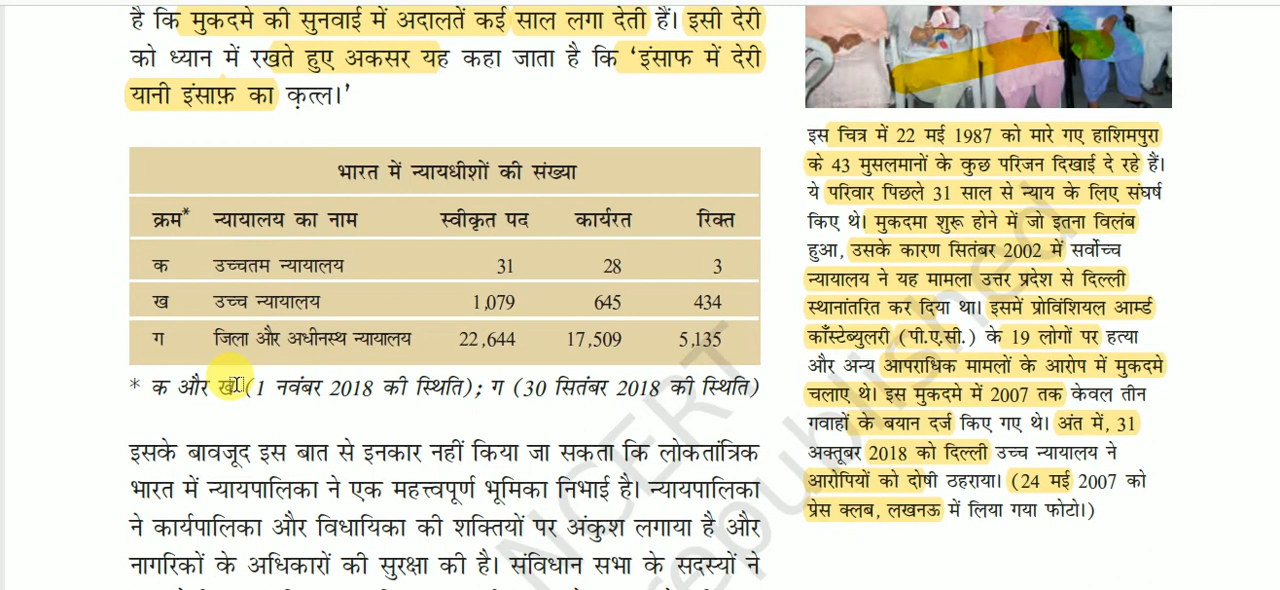 है कि मुकदमे की सुनवाई में अदालतें कई साल लगा देती हैं। इसी देरी
को ध्यान में रखते हुए अकसर यह कहा जाता है कि ‘इंसाफ में देरी
यानी इंसाफ़ का क़त्ल।’
भारत में न्यायधीशों की संख्या
क्रम* न्यायालय का नाम स्वीकृत पद कार्यरत रिक्त
क उच्चतम न्यायालय 31 28 3
ख उच्च न्यायालय 1,079 645 434
ग जिला और अधीनस्थ न्यायालय 22,644 17,509 5,135
* क और ख (1 नवंबर 2018 की स्थिति); ग (30 सितंबर 2018 की स्थिति)
इसके बावजूद इस बात से इनकार नहीं किया जा सकता कि लोकतांत्रिक
भारत में न्यायपालिका ने एक महत्त्वपूर्ण भूमिका निभाई है। न्यायपालिका
ने कार्यपालिका और विधायिका की शक्तियों पर अंकुश लगाया है और
नागरिकों के अधिकारों की सुरक्षा की है। संविधान सभा के सदस्यों ने
इस चित्र में 22 मई 1987 को मारे गए हाशिमपुरा
के 43 मुसलमानों के कुछ परिजन दिखाई दे रहे हैं।
ये परिवार पिछले 31 साल से न्याय के लिए संघर्ष
किए थे। मुकदमा शुरू होने में जो इतना विलंब
हुआ, उसके कारण सितंबर 2002 में सर्वोच्च
न्यायालय ने यह मामला उत्तर प्रदेश से दिल्ली
स्थानांतरित कर दिया था। इसमें प्रोविंशियल आर्म्ड
काँस्टेब्युलरी (पी.ए.सी.) के 19 लोगों पर हत्या
और अन्य आपराधिक मामलों के आरोप में मुकदमे
चलाए थे। इस मुकदमे में 2007 तक केवल तीन
गवाहों के बयान दर्ज किए गए थे। अंत में, 31
अक्तूबर 2018 को दिल्ली उच्च न्यायालय ने
आरोपियों को दोषी ठहराया। (24 मई 2007 को
प्रेस क्लब, लखनऊ में लिया गया फोटो।)
NCERT
republished